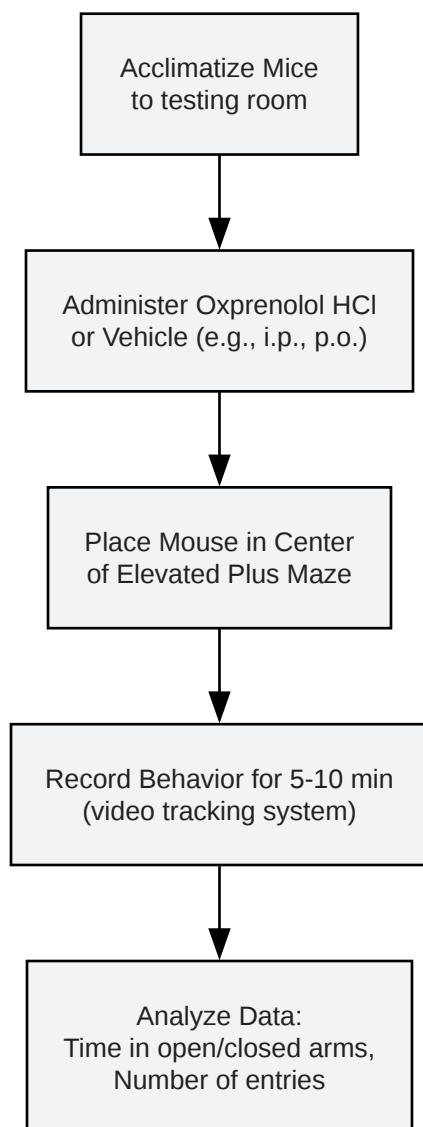 Acclimatize Mice
to testing room
Administer Oxprenolol HCl
or Vehicle (e.g., i.p., p.o.)
Place Mouse in Center
of Elevated Plus Maze
Record Behavior for 5-10 min
(video tracking system)
Analyze Data:
Time in open/closed arms,
Number of entries